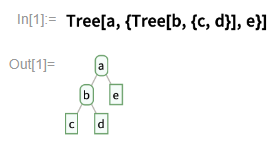 In[1]:= Tree[a, {Tree[b, {c, d}], e}]
Out[1]=
a
b e
c d